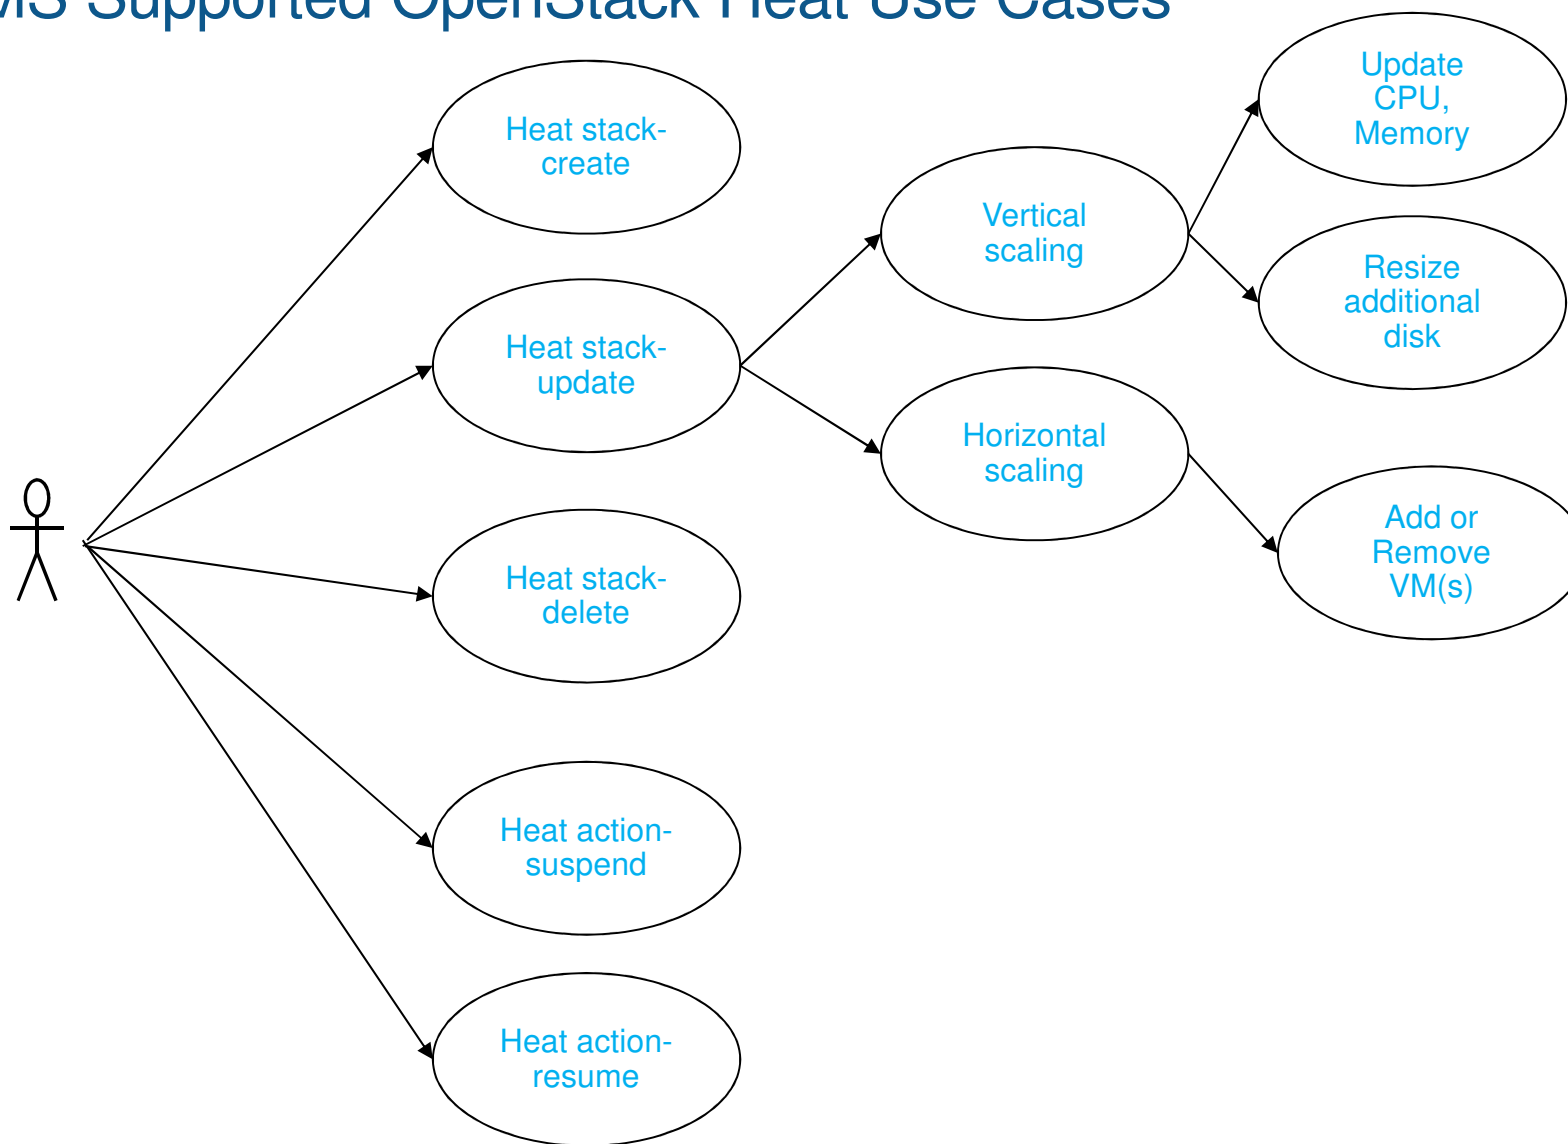 MS Supported OpenStack Heat Use Cases
Heat stack-
create
Heat stack-
update
Heat stack-
delete
Heat action-
suspend
Heat action-
resume
Vertical
scaling
Horizontal
scaling
Update
CPU,
Memory
Resize
additional
disk
Add or
Remove
VM(s)